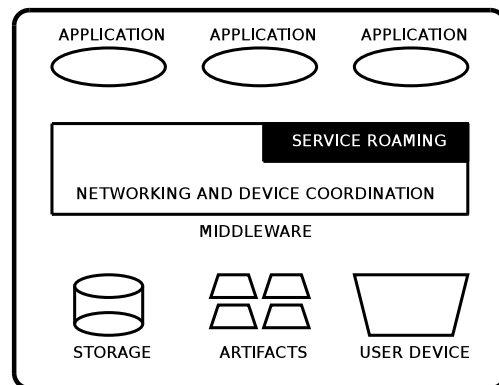 APPLICATION APPLICATION APPLICATION
SERVICE ROAMING
NETWORKING AND DEVICE COORDINATION
MIDDLEWARE
STORAGE ARTIFACTS USER DEVICE